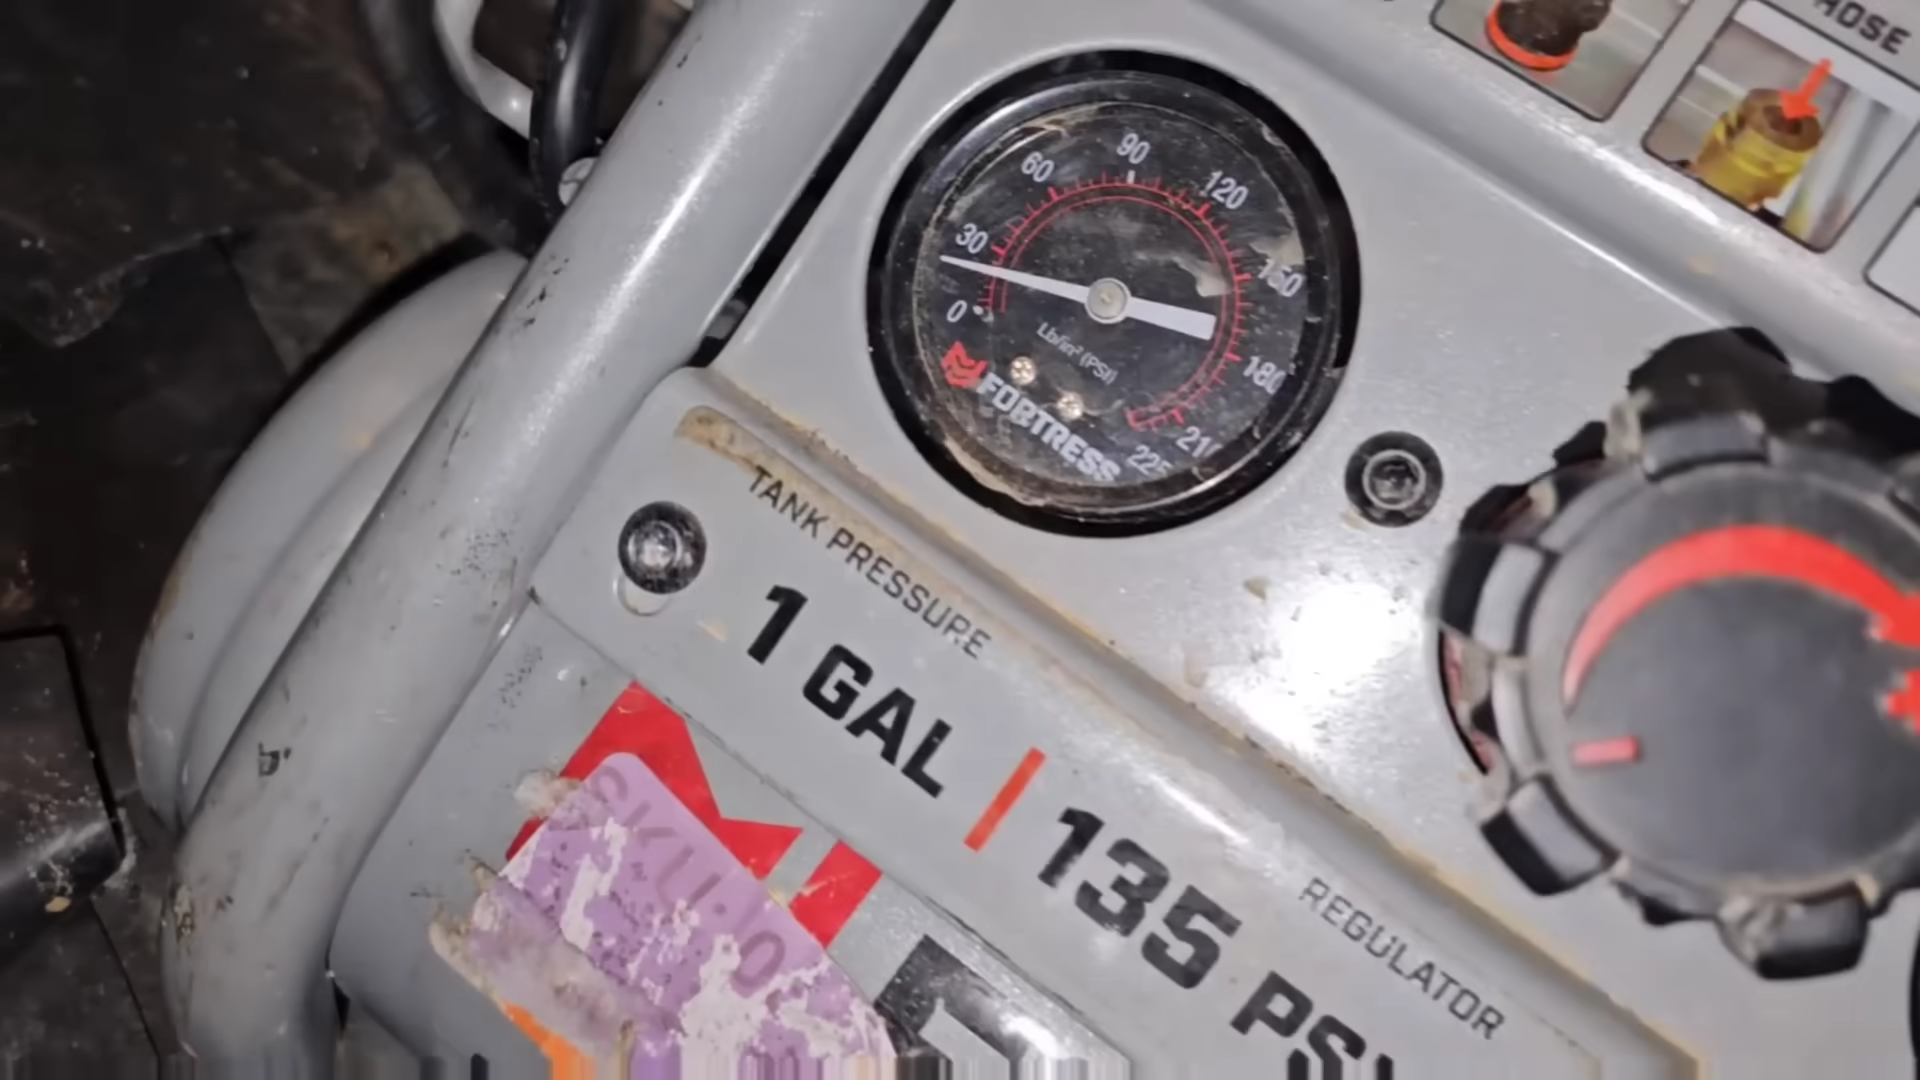 HOSE
90
60
120
30
150
0
Lb/in² (PSI)
180
FORTRESS
225
TANK PRESSURE
1 GAL | 135 PSI
REGULATOR